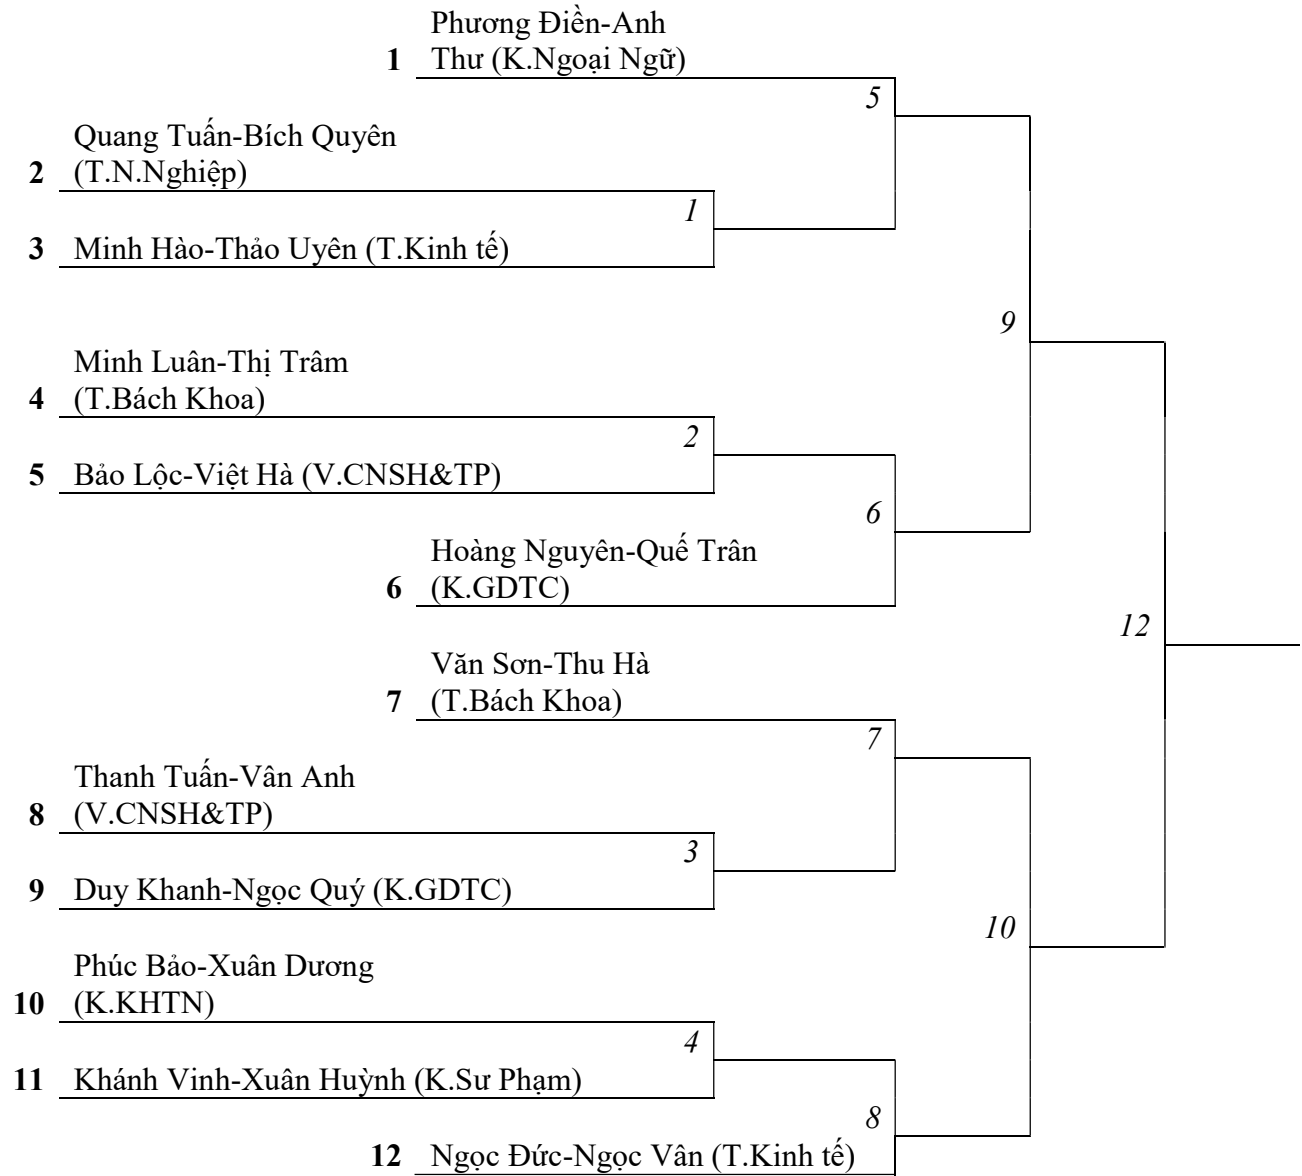 Phương Điền-Anh
1 Thư (K.Ngoại Ngữ)
5
Quang Tuấn-Bích Quyên
2 (T.N.Nghiệp)
1
3 Minh Hào-Thảo Uyên (T.Kinh tế)
9
Minh Luân-Thị Trâm
4 (T.Bách Khoa)
2
5 Bảo Lộc-Việt Hà (V.CNSH&TP)
6
Hoàng Nguyên-Quế Trân
6 (K.GDTC)
12
Văn Sơn-Thu Hà
7 (T.Bách Khoa)
7
Thanh Tuấn-Vân Anh
8 (V.CNSH&TP)
3
9 Duy Khanh-Ngọc Quý (K.GDTC)
10
Phúc Bảo-Xuân Dương
10 (K.KHTN)
4
11 Khánh Vinh-Xuân Huỳnh (K.Sư Phạm)
8
12 Ngọc Đức-Ngọc Vân (T.Kinh tế)